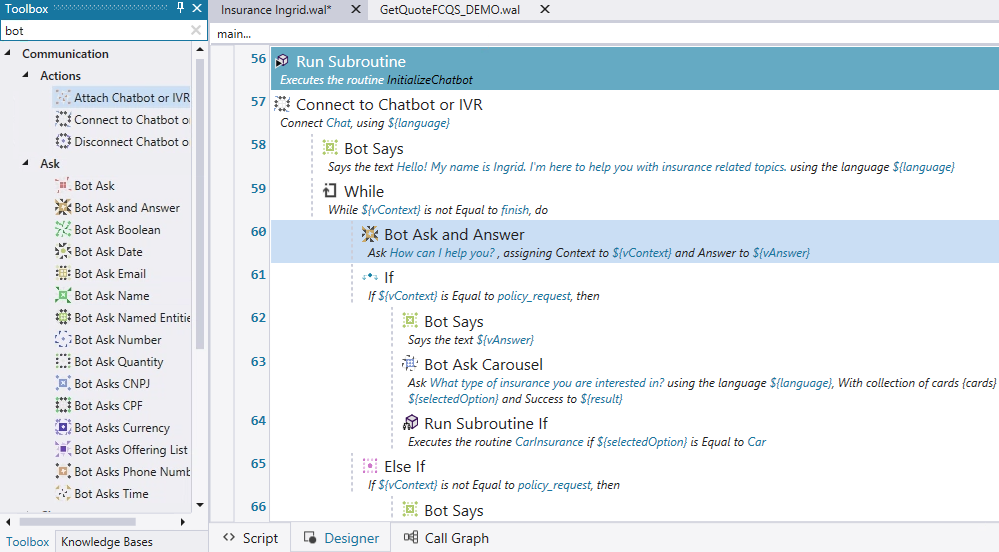 Toolbox
bot
Communication
Actions
Attach Chatbot or IVR
Connect to Chatbot o
Disconnect Chatbot o
Ask
Bot Ask
Bot Ask and Answer
Bot Ask Boolean
Bot Ask Date
Bot Ask Email
Bot Ask Name
Bot Ask Named Entitie
Bot Ask Number
Bot Ask Quantity
Bot Asks CNPJ
Bot Asks CPF
Bot Asks Currency
Bot Asks Offering List
Bot Asks Phone Numb
Bot Asks Time
Toolbox Knowledge Bases
Insurance Ingrid.wal* GetQuoteFCQS_DEMO.wal
main...
56 Run Subroutine
Executes the routine InitializeChatbot
57 Connect to Chatbot or IVR
Connect Chat, using ${language}
58 Bot Says
Says the text Hello! My name is Ingrid. I'm here to help you with insurance related topics. using the language ${language}
59 While
While ${vContext} is not Equal to finish, do
60 Bot Ask and Answer
Ask How can I help you? , assigning Context to ${vContext} and Answer to ${vAnswer}
61 If
If ${vContext} is Equal to policy_request, then
62 Bot Says
Says the text ${vAnswer}
63 Bot Ask Carousel
Ask What type of insurance you are interested in? using the language ${language}, With collection of cards {cards}
${selectedOption} and Success to ${result}
64 Run Subroutine If
Executes the routine CarInsurance if ${selectedOption} is Equal to Car
65 Else If
If ${vContext} is not Equal to policy_request, then
66 Bot Says
Script Designer Call Graph